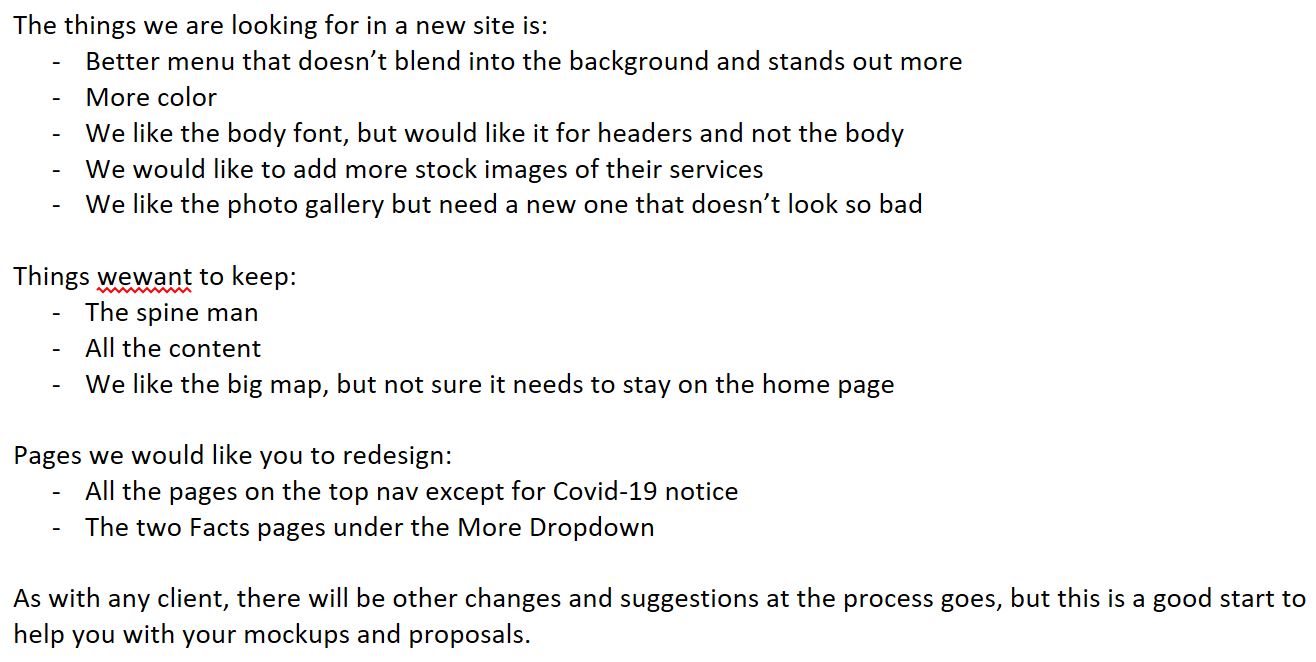 The things we are looking for in a new site is:
- Better menu that doesn’t blend into the background and stands out more
- More color
- We like the body font, but would like it for headers and not the body
- We would like to add more stock images of their services
- We like the photo gallery but need a new one that doesn’t look so bad
Things wewant to keep:
- The spine man
- All the content
- We like the big map, but not sure it needs to stay on the home page
Pages we would like you to redesign:
- All the pages on the top nav except for Covid-19 notice
- The two Facts pages under the More Dropdown
As with any client, there will be other changes and suggestions at the process goes, but this is a good start to
help you with your mockups and proposals.